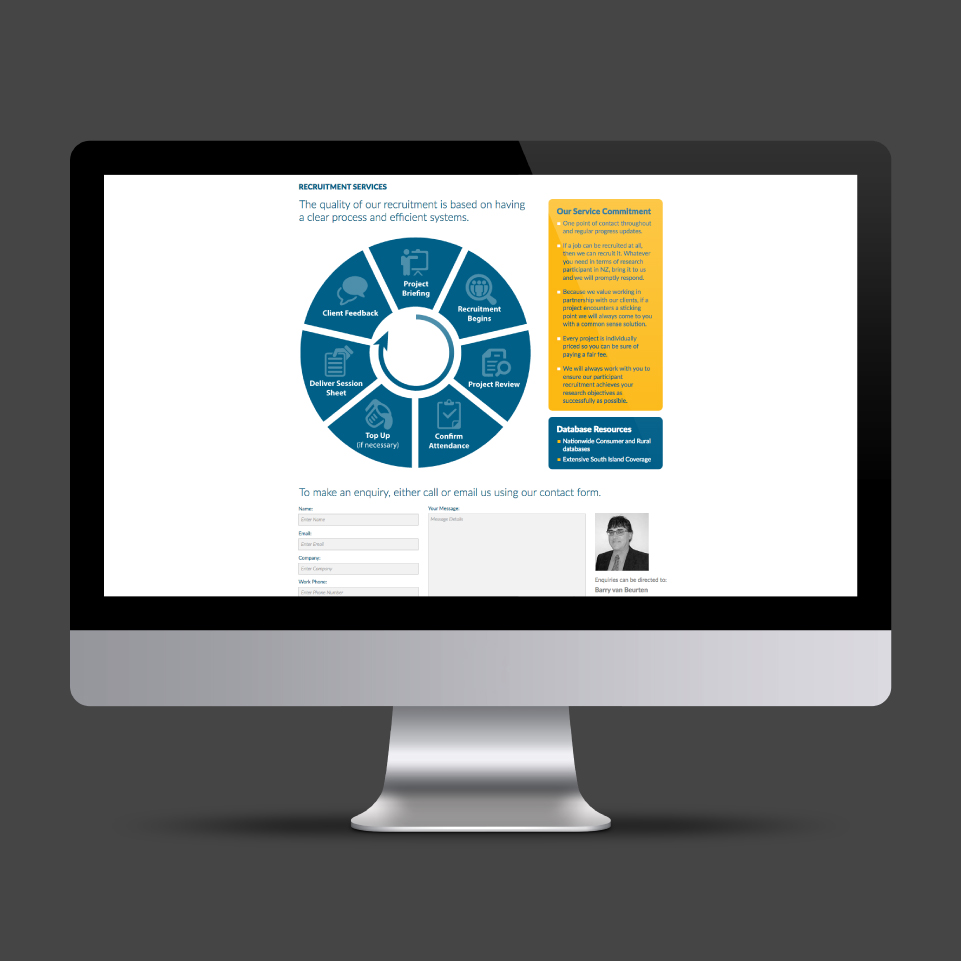 RECRUITMENT SERVICES
The quality of our recruitment is based on having
a clear process and efficient systems.
Project
Briefing
Recruitment
Begins
Project Review
Confirm
Attendance
Top Up
(if necessary)
Deliver Session
Sheet
Client Feedback
Our Service Commitment
One point of contact throughout
and regular progress updates.
If a job can be recruited at all,
then we can recruit it. Whatever
you need in terms of research
participant in NZ, bring it to us
and we will promptly respond.
Because we value working in
partnership with our clients, if a
project encounters a sticking
point we will always come to you
with a common sense solution.
Every project is individually
priced so you can be sure of
paying a fair fee.
We will always work with you to
ensure our participant
recruitment achieves your
research objectives as
successfully as possible.
Database Resources
Nationwide Consumer and Rural
databases
Extensive South Island Coverage
To make an enquiry, either call or email us using our contact form.
Name:
Enter Name
Email:
Enter Email
Company:
Enter Company
Work Phone:
Enter Phone Number
Your Message:
Message Details
Enquiries can be directed to:
Barry van Beurten